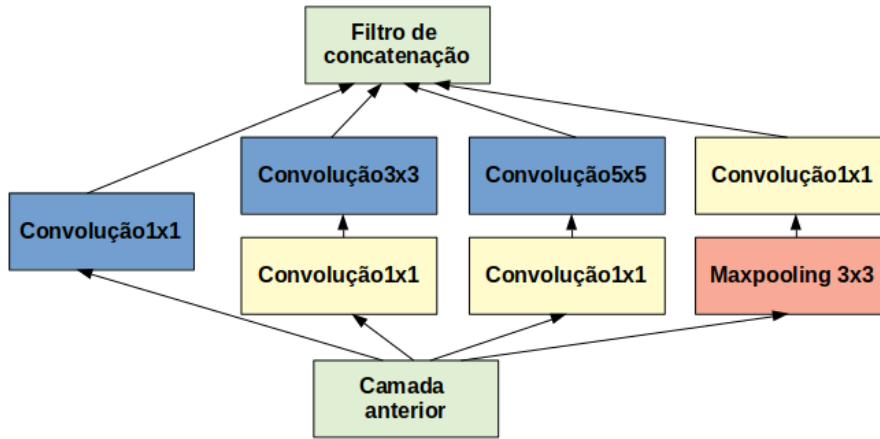 Filtro de
concatenação
Convolução3x3
Convolução5x5
Convolução1x1
Convolução1x1
Convolução1x1
Convolução1x1
Maxpooling 3x3
Camada
anterior